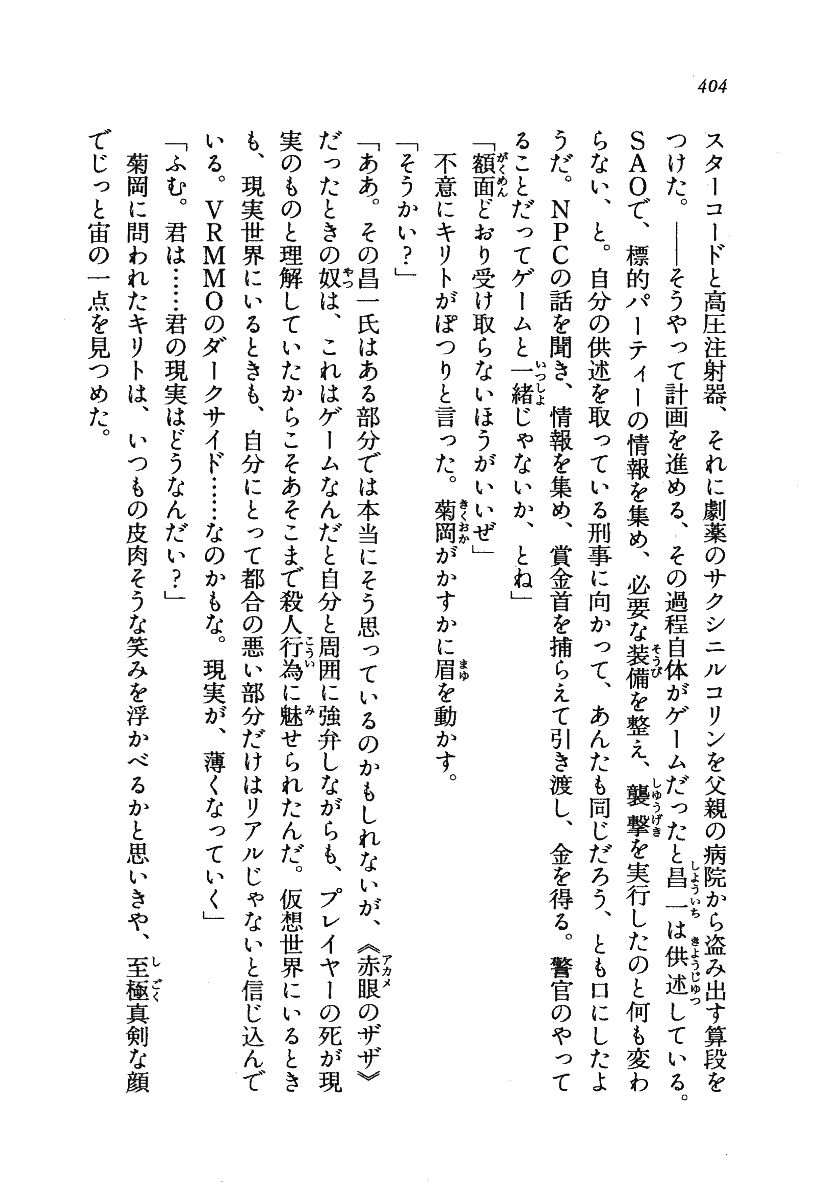 404
スターコードと高圧注射器、それに劇薬のサクシニルコリンを父親の病院から盗み出す算段を
つけた。――そうやって計画を進める、その過程自体がゲームだったと昌一は供述している。
SAOで、標的パーティーの情報を集め、必要な装備を整え、襲撃を実行したのと何も変わ
らない、と。自分の供述を取っている刑事に向かって、あんたも同じだろう、とも口にしたよ
うだ。NPCの話を聞き、情報を集め、賞金首を捕らえて引き渡し、金を得る。警官のやって
ることだってゲームと一緒じゃないか、とね」
「額面どおり受け取らないほうがいいぜ」
不意にキリトがぽつりと言った。菊岡がかすかに眉を動かす。
「そうかい？」
「ああ。その昌一氏はある部分では本当にそう思っているのかもしれないが、《赤眼のザザ》
だったときの奴は、これはゲームなんだと自分と周囲に強弁しながらも、プレイヤーの死が現
実のものと理解していたからこそあそこまで殺人行為に魅せられたんだ。仮想世界にいるとき
も、現実世界にいるときも、自分にとって都合の悪い部分だけはリアルじゃないと信じ込んで
いる。VRMMOのダークサイド……なのかもな。現実が、薄くなっていく」
「ふむ。君は……君の現実はどうなんだい？」
菊岡に問われたキリトは、いつもの皮肉そうな笑みを浮かべるかと思いきや、至極真剣な顔
でじっと宙の一点を見つめた。